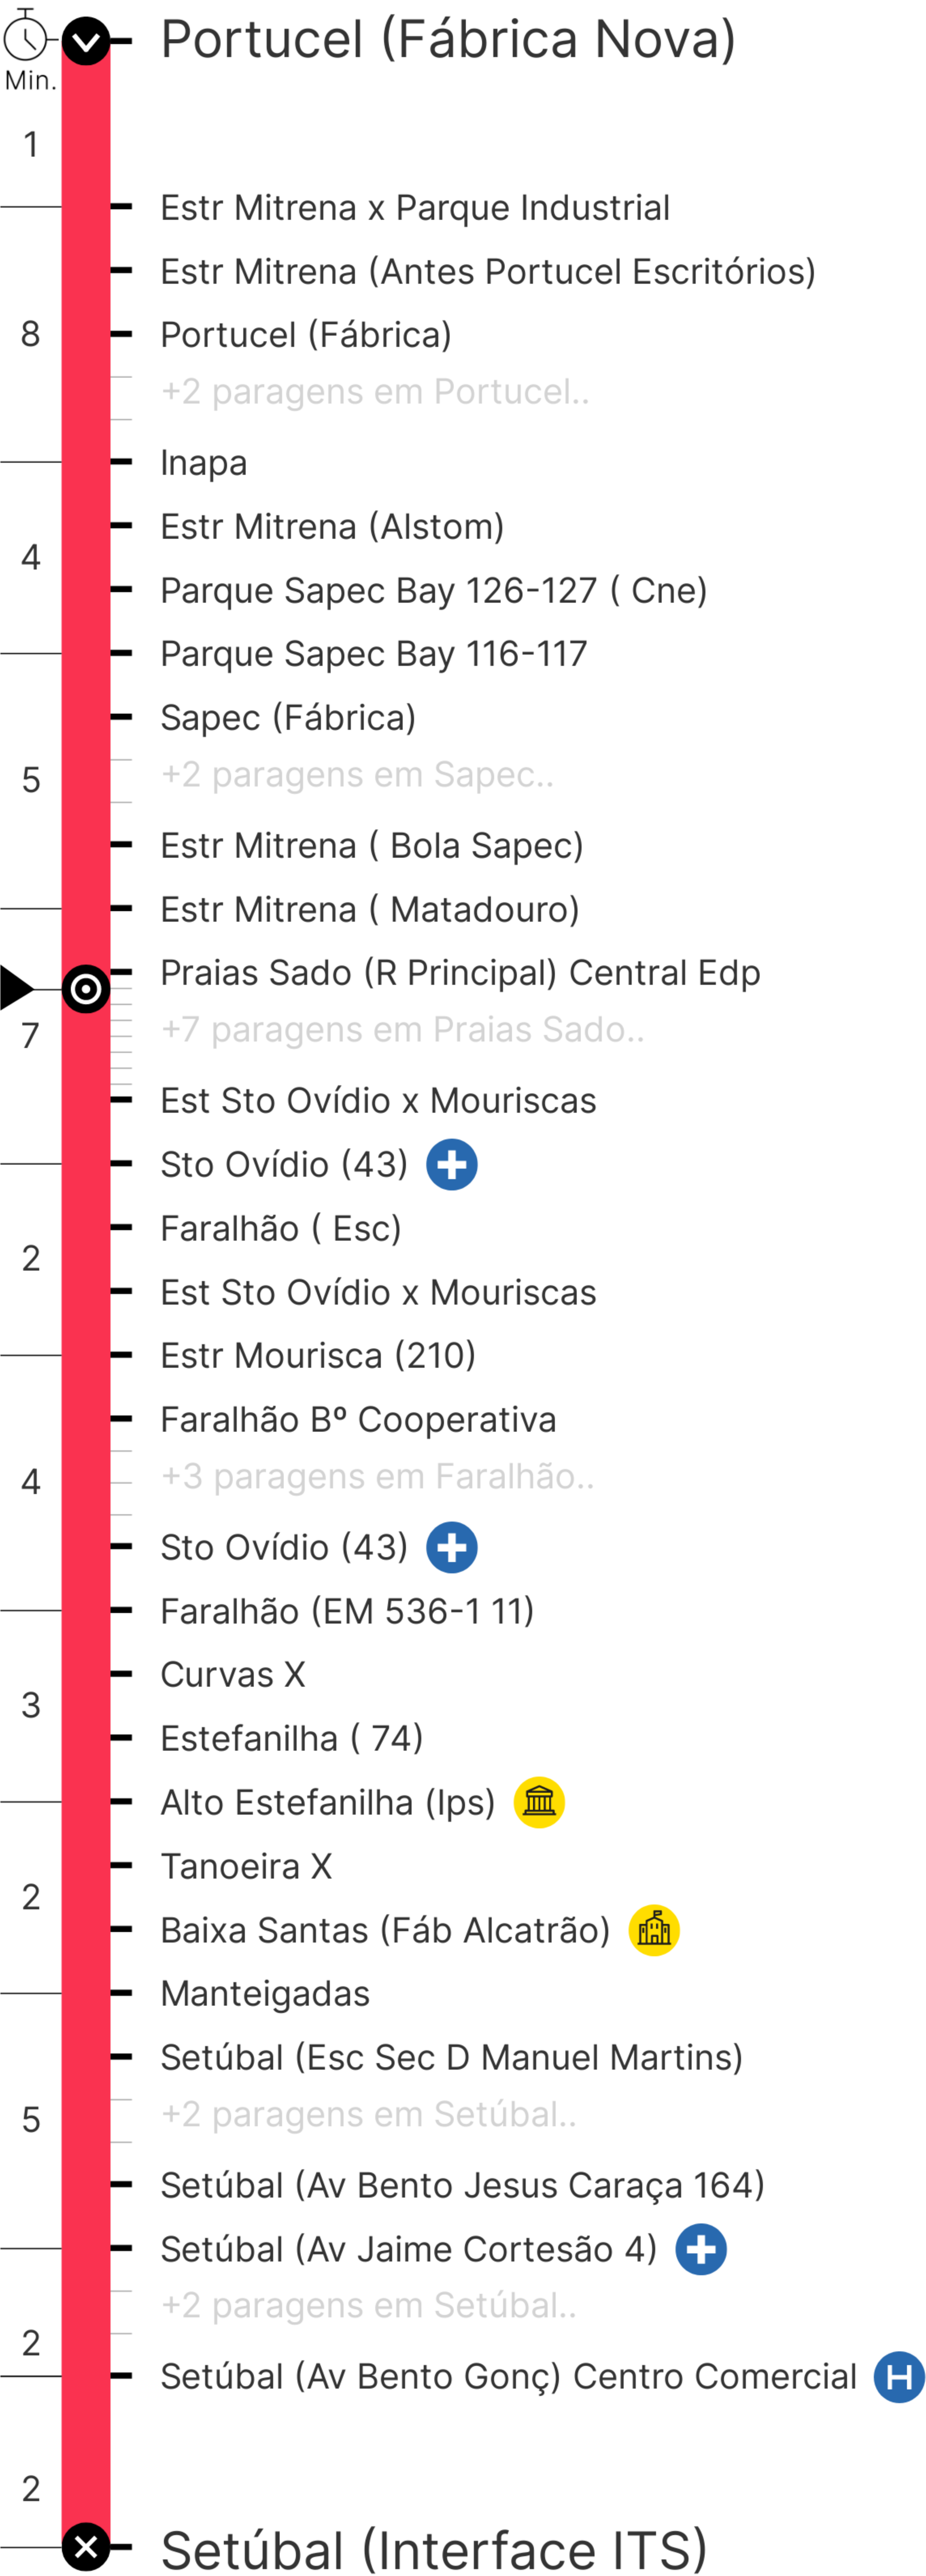 Portucel (Fábrica Nova)
Min.
1
Estr Mitrena x Parque Industrial
Estr Mitrena (Antes Portucel Escritórios)
8
Portucel (Fábrica)
+2 paragens em Portucel..
Inapa
Estr Mitrena (Alstom)
4
Parque Sapec Bay 126-127 ( Cne)
Parque Sapec Bay 116-117
Sapec (Fábrica)
5
+2 paragens em Sapec..
Estr Mitrena ( Bola Sapec)
Estr Mitrena ( Matadouro)
Praias Sado (R Principal) Central Edp
7
+7 paragens em Praias Sado..
Est Sto Ovídio x Mouriscas
Sto Ovídio (43)
Faralhão ( Esc)
2
Est Sto Ovídio x Mouriscas
Estr Mourisca (210)
Faralhão Bº Cooperativa
4
+3 paragens em Faralhão..
Sto Ovídio (43)
Faralhão (EM 536-1 11)
Curvas X
3
Estefanilha ( 74)
Alto Estefanilha (Ips)
Tanoeira X
2
Baixa Santas (Fáb Alcatrão)
Manteigadas
Setúbal (Esc Sec D Manuel Martins)
5
+2 paragens em Setúbal..
Setúbal (Av Bento Jesus Caraça 164)
Setúbal (Av Jaime Cortesão 4)
+2 paragens em Setúbal..
2
Setúbal (Av Bento Gonç) Centro Comercial H
2
Setúbal (Interface ITS)